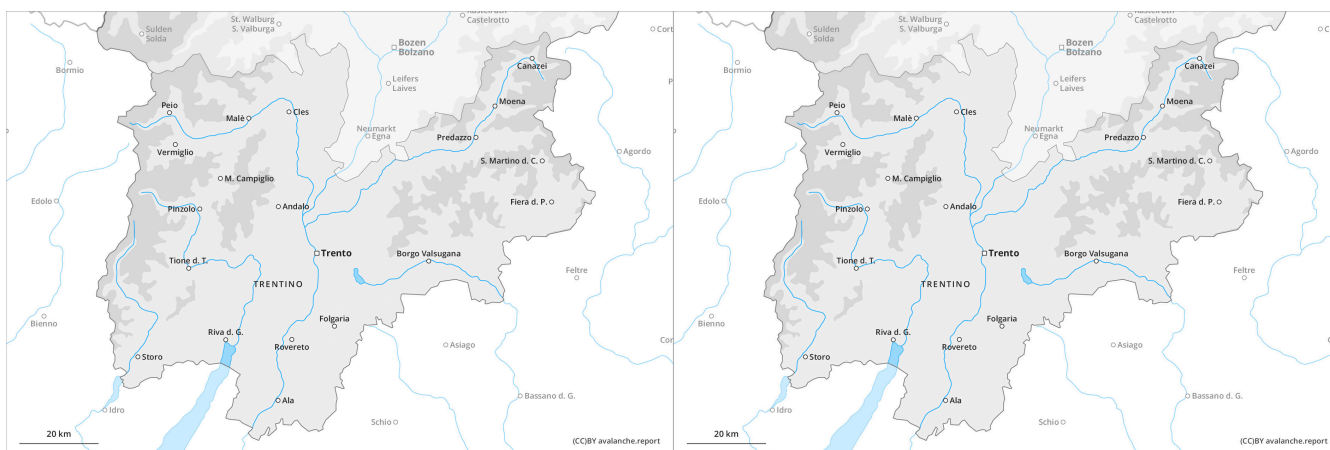 Kastelruth
Castelrotto
St. Walburg
S. Valburga
Sulden
Solda
Cort
Bozen
Bolzano
Bormio
Canazei
Leifers
Laives
Moena
Peio
Malè
Cles
Neumarkt
Egna
Predazzo
Vermiglio
Agordo
S. Martino d. C.
M. Campiglio
Edolo
Pinzolo
Andalo
Fiera d. P.
Trento
Borgo Valsugana
Tione d. T.
Feltre
TRENTINO
Bienno
Folgaria
Riva d. G.
Rovereto
Asiago
Cor
Storo
Bassano d. G.
Ala
Idro
Schio
20 km
(CC)BY avalanche.report
Kastelruth
Castelrotto
St. Walburg
S. Valburga
Sulden
Solda
C
Bozen
Bolzano
Bormio
Canazei
P
Leifers
Laives
Moena
Peio
Malè
Cles
Neumarkt
Egna
Predazzo
Vermiglio
Agordo
S. Martino d. C.
M. Campiglio
Edolo
Pinzolo
Andalo
Fiera d. P.
Trento
Borgo Valsugana
Tione d. T.
Feltre
TRENTINO
Bienno
Folgaria
Riva d. G.
Rovereto
Asiago
Co
Storo
Bassano d. G.
Ala
Idro
Schio
20 km
(CC)BY avalanche.report